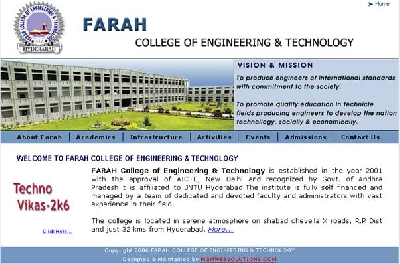 Home
FARAH
COLLEGE OF ENGINEERING & TECHNOLOGY
HYDERABAD
VISION & MISSION
To produce engineers of international standards
with commitment to the society.
To promote quality education in technicle
fields producing engineers to develop the nation
technology, society & economically.
About Farah | Academics | Infrastructure | Activities | Events | Admissions | Contact Us
WELCOME TO FARAH COLLEGE OF ENGINEERING & TECHNOLOGY
Techno
Vikas-2k6
Click Here...
FARAH College of Engineering & Technology is established in the year 2001
with the approval of AICTE, New Delhi and recognized by Govt. of Andhra
Pradesh.It is affiliated to JNTU Hyderabad.The institute is fully self financed and
managed by a team of dedicated and devoted faculty and administrators with vast
experience in their field.
The college is located in serene atmosphere on shabad chevella X roads, R.R Dist
and just 32 kms from Hyderabad. More...
Copyright 2006 FARAH COLLEGE OF ENGINEERING & TECHNOLOGY
Designed & Maintained by